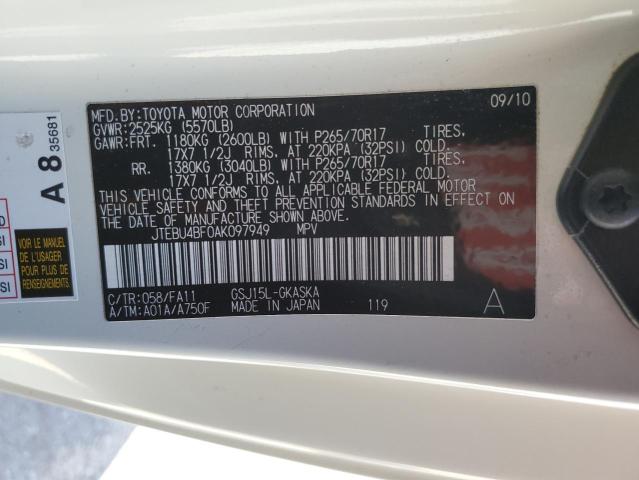 MFD.BY:TOYOTA MOTOR CORPORATION 09/10
GVWR:2525KG (5570LB)
GAWR:FRT. 1180KG (2600LB) WITH P265/70R17 TIRES,
17X7 1/2J RIMS, AT 220KPA (32PSI) COLD.
RR. 1380KG (3040LB) WITH P265/70R17 TIRES,
17X7 1/2J RIMS, AT 220KPA (32PSI) COLD.
THIS VEHICLE CONFORMS TO ALL APPLICABLE FEDERAL MOTOR
VEHICLE SAFETY AND THEFT PREVENTION STANDARDS IN EFFECT ON
THE DATE OF MANUFACTURE SHOWN ABOVE.
JTEBU4BF0AK097949 MPV
C/TR:058/FA11 GSJ15L-GKASKA
A/TM:A01A/A750F MADE IN JAPAN 119 A
A 8 35681
VOIR LE MANUEL
DE L'USAGER
POUR PLUS DE
RENSEIGNEMENTS